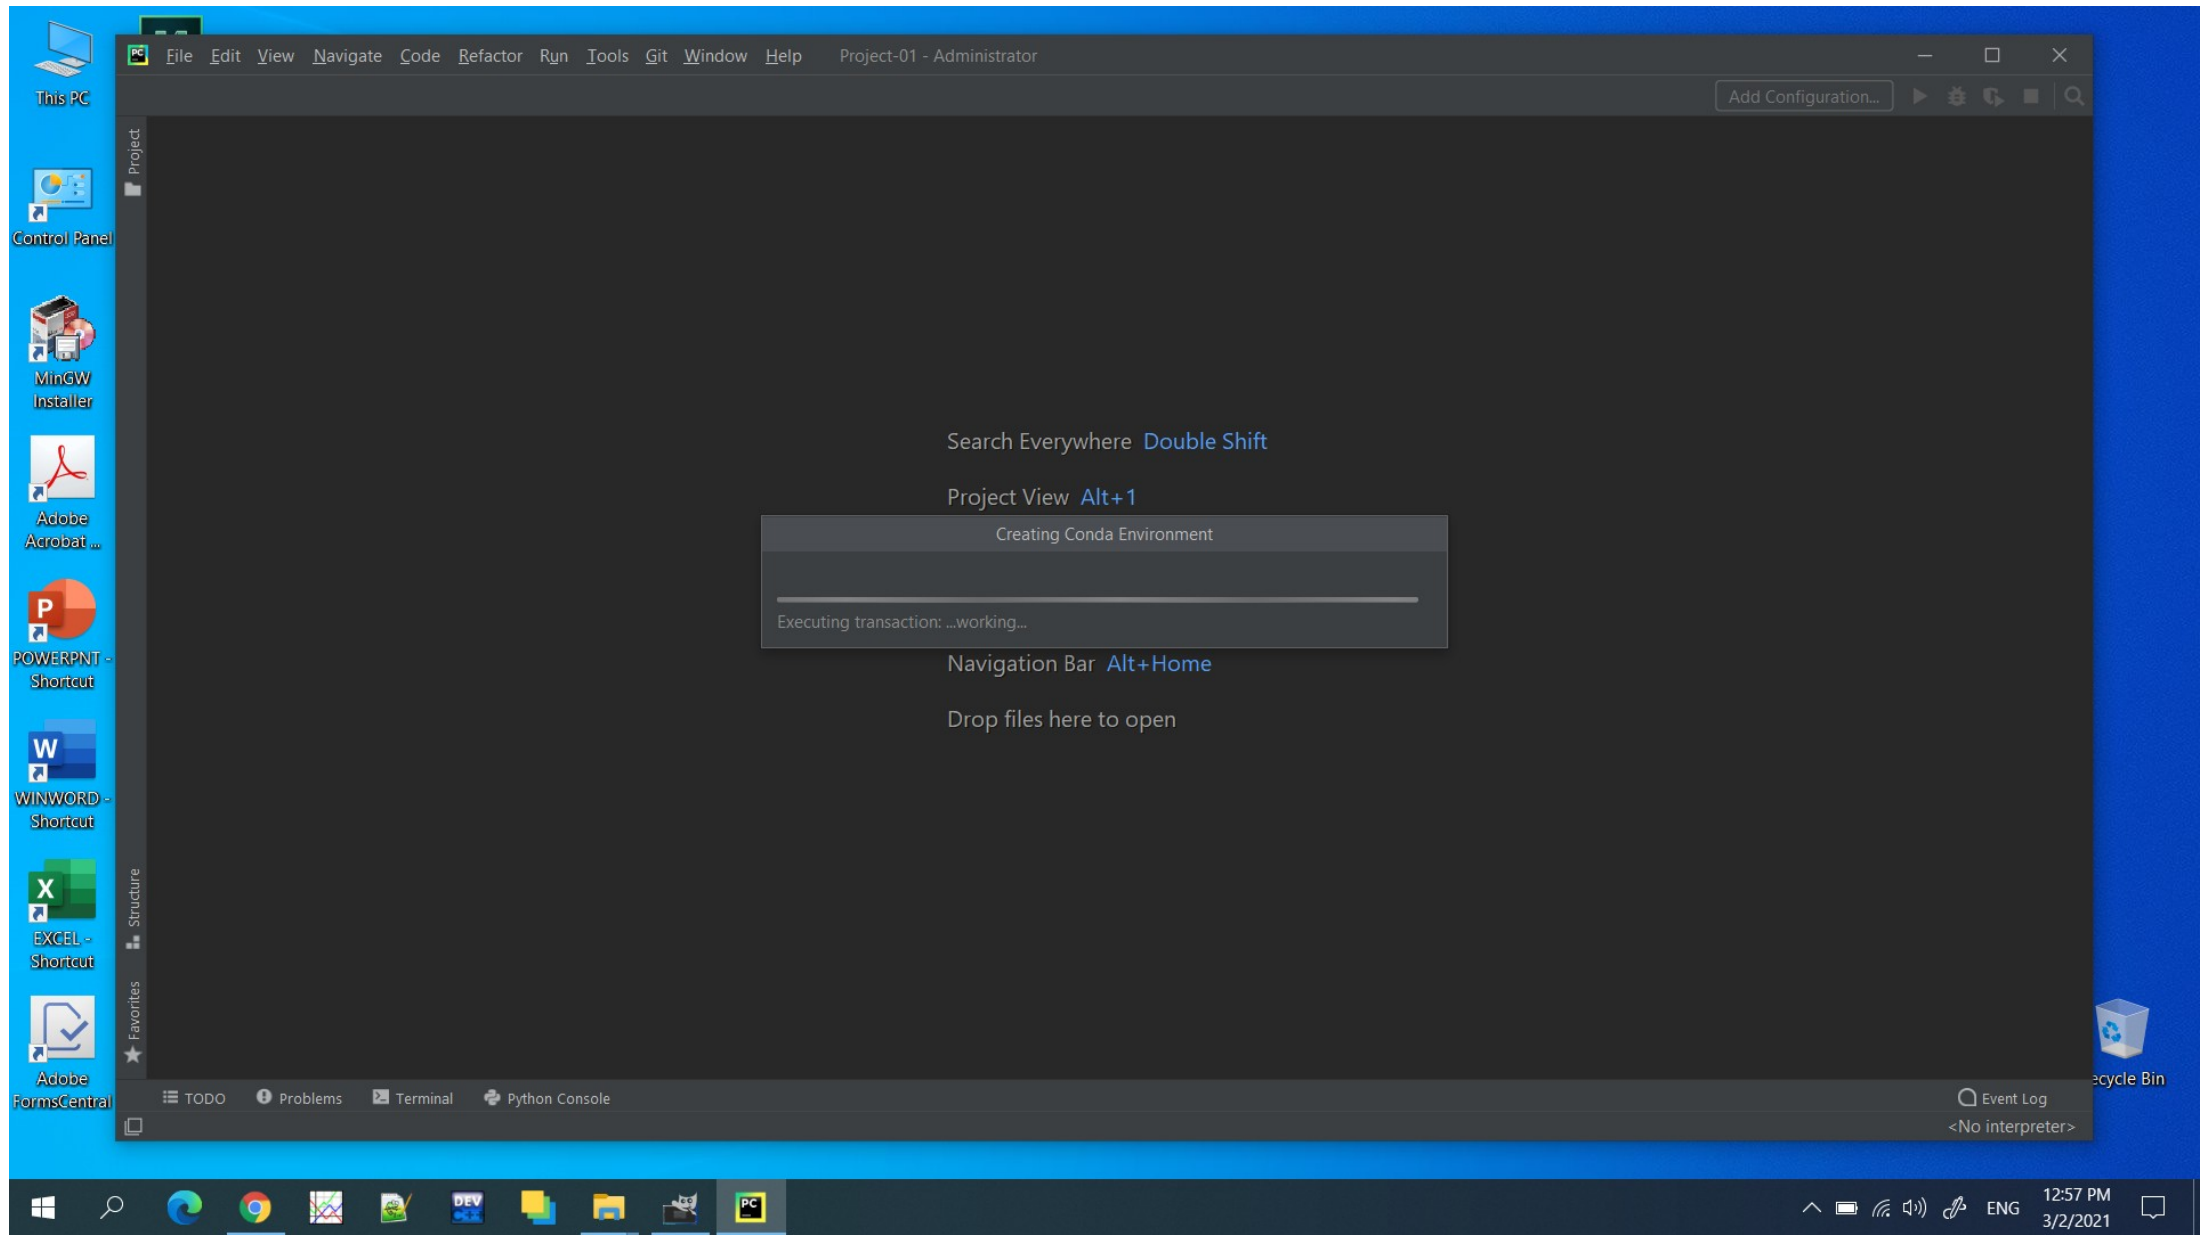 This PC
Control Panel
MinGW
Installer
Adobe
Acrobat ...
POWERPNT -
Shortcut
WINWORD -
Shortcut
EXCEL -
Shortcut
Adobe
FormsCentral
PC File Edit View Navigate Code Refactor Run Tools Git Window Help Project-01 - Administrator
Add Configuration...
Project
Structure
Favorites
Search Everywhere Double Shift
Project View Alt+1
Creating Conda Environment
Executing transaction: ...working...
Navigation Bar Alt+Home
Drop files here to open
TODO Problems Terminal Python Console Event Log
<No interpreter>
ecycle Bin
DEV
C++
PC
ENG
12:57 PM
3/2/2021